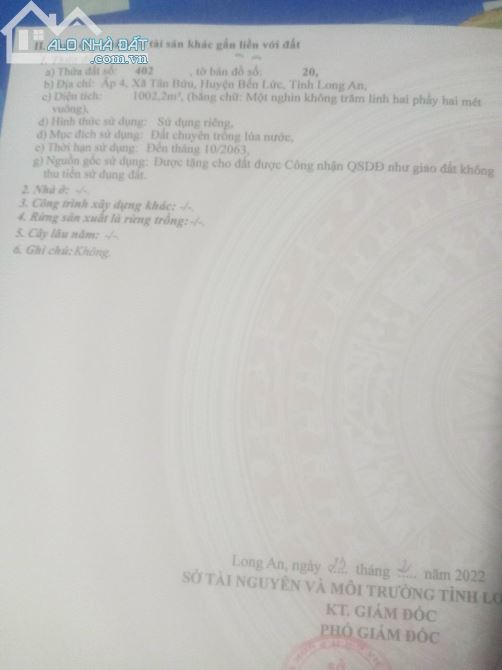 ALO NHÀ ĐẤT
.com.vn
II. tài sản khác gắn liền với đất
a) Thửa đất số: 402 , tờ bản đồ số: 20,
b) Địa chỉ: Ấp 4, Xã Tân Bửu, Huyện Bến Lức, Tỉnh Long An,
c) Diện tích: 1002,2m², (bằng chữ: Một nghìn không trăm linh hai phẩy hai mét
vuông),
d) Hình thức sử dụng: Sử dụng riêng,
đ) Mục đích sử dụng: Đất chuyên trồng lúa nước,
e) Thời hạn sử dụng: Đến tháng 10/2063,
g) Nguồn gốc sử dụng: Được tặng cho đất được Công nhận QSDĐ như giao đất không
thu tiền sử dụng đất.
2. Nhà ở: -/-.
3. Công trình xây dựng khác: -/-.
4. Rừng sản xuất là rừng trồng: -/-.
5. Cây lâu năm: -/-.
6. Ghi chú: Không.
Long An, ngày tháng năm 2022
SỞ TÀI NGUYÊN VÀ MÔI TRƯỜNG TỈNH LO
KT. GIÁM ĐỐC
PHÓ GIÁM ĐỐC